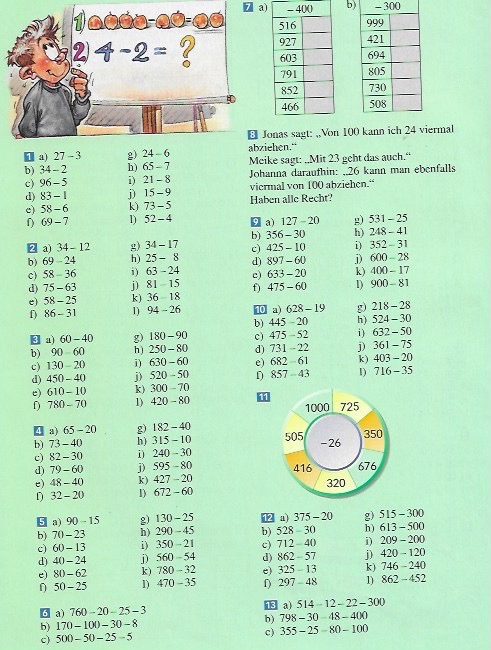 1)
2) 4-2= ?
1 a) 27 – 3
b) 34 – 2
c) 96 – 5
d) 83 – 1
e) 58 – 6
f) 69 – 7
g) 24 – 6
h) 65 – 7
i) 21 – 8
j) 15 – 9
k) 73 – 5
l) 52 – 4
2 a) 34 – 12
b) 69 – 24
c) 58 – 36
d) 75 – 63
e) 58 – 25
f) 86 – 31
g) 34 – 17
h) 25 – 8
i) 63 – 24
j) 81 – 15
k) 36 – 18
l) 94 – 26
3 a) 60 – 40
b) 90 – 60
c) 130 – 20
d) 450 – 40
e) 610 – 10
f) 780 – 70
g) 180 – 90
h) 250 – 80
i) 630 – 60
j) 520 – 50
k) 300 – 70
l) 420 – 80
4 a) 65 – 20
b) 73 – 40
c) 82 – 30
d) 79 – 60
e) 48 – 40
f) 32 – 20
g) 182 – 40
h) 315 – 10
i) 240 – 30
j) 595 – 80
k) 427 – 20
l) 672 – 60
5 a) 90 – 15
b) 70 – 23
c) 60 – 13
d) 40 – 24
e) 80 – 62
f) 50 – 25
g) 130 – 25
h) 290 – 45
i) 350 – 21
j) 560 – 54
k) 780 – 32
l) 470 – 35
6 a) 760 – 20 – 25 – 3
b) 170 – 100 – 30 – 8
c) 500 – 50 – 25 – 5
7 a)
– 400
516
927
603
791
852
466
b)
– 300
999
421
694
805
730
508
8 Jonas sagt: „Von 100 kann ich 24 viermal
abziehen.“
Meike sagt: „Mit 23 geht das auch.“
Johanna daraufhin: „26 kann man ebenfalls
viermal von 100 abziehen.“
Haben alle Recht?
9 a) 127 – 20
b) 356 – 30
c) 425 – 10
d) 897 – 60
e) 633 – 20
f) 475 – 60
g) 531 – 25
h) 248 – 41
i) 352 – 31
j) 600 – 28
k) 400 – 17
l) 900 – 81
10 a) 628 – 19
b) 445 – 20
c) 475 – 52
d) 731 – 22
e) 682 – 61
f) 857 – 43
g) 218 – 28
h) 524 – 30
i) 632 – 50
j) 361 – 75
k) 403 – 20
l) 716 – 35
11
1000
725
505
– 26
350
416
676
320
12 a) 375 – 20
b) 528 – 30
c) 712 – 40
d) 862 – 57
e) 325 – 13
f) 297 – 48
g) 515 – 300
h) 613 – 500
i) 209 – 200
j) 420 – 120
k) 746 – 240
l) 862 – 452
13 a) 514 – 12 – 22 – 300
b) 798 – 30 – 48 – 400
c) 355 – 25 – 80 – 100